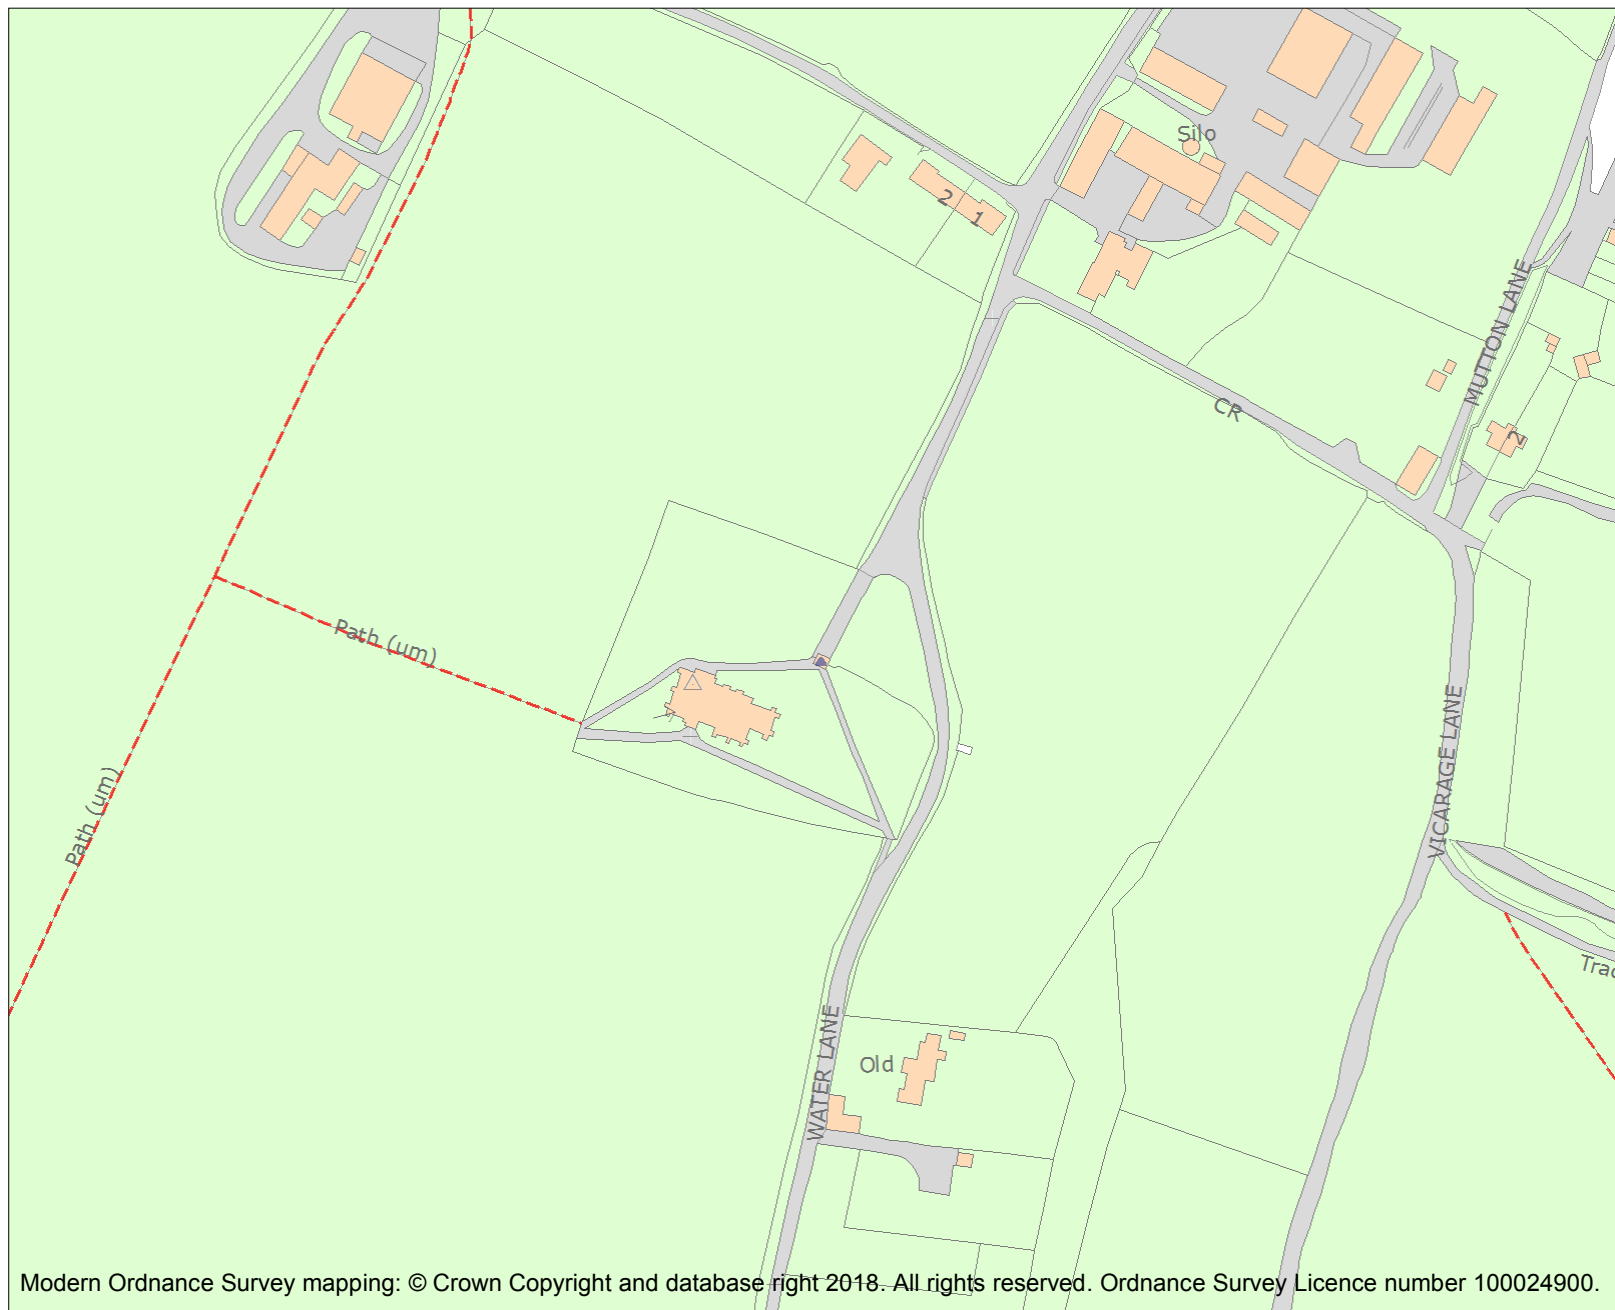 Silo
2
1
MUTTON LANE
CR
2
Path (um)
Path (um)
VICARAGE LANE
Trac
WATER LANE
Old
Modern Ordnance Survey mapping: © Crown Copyright and database right 2018. All rights reserved. Ordnance Survey Licence number 100024900.